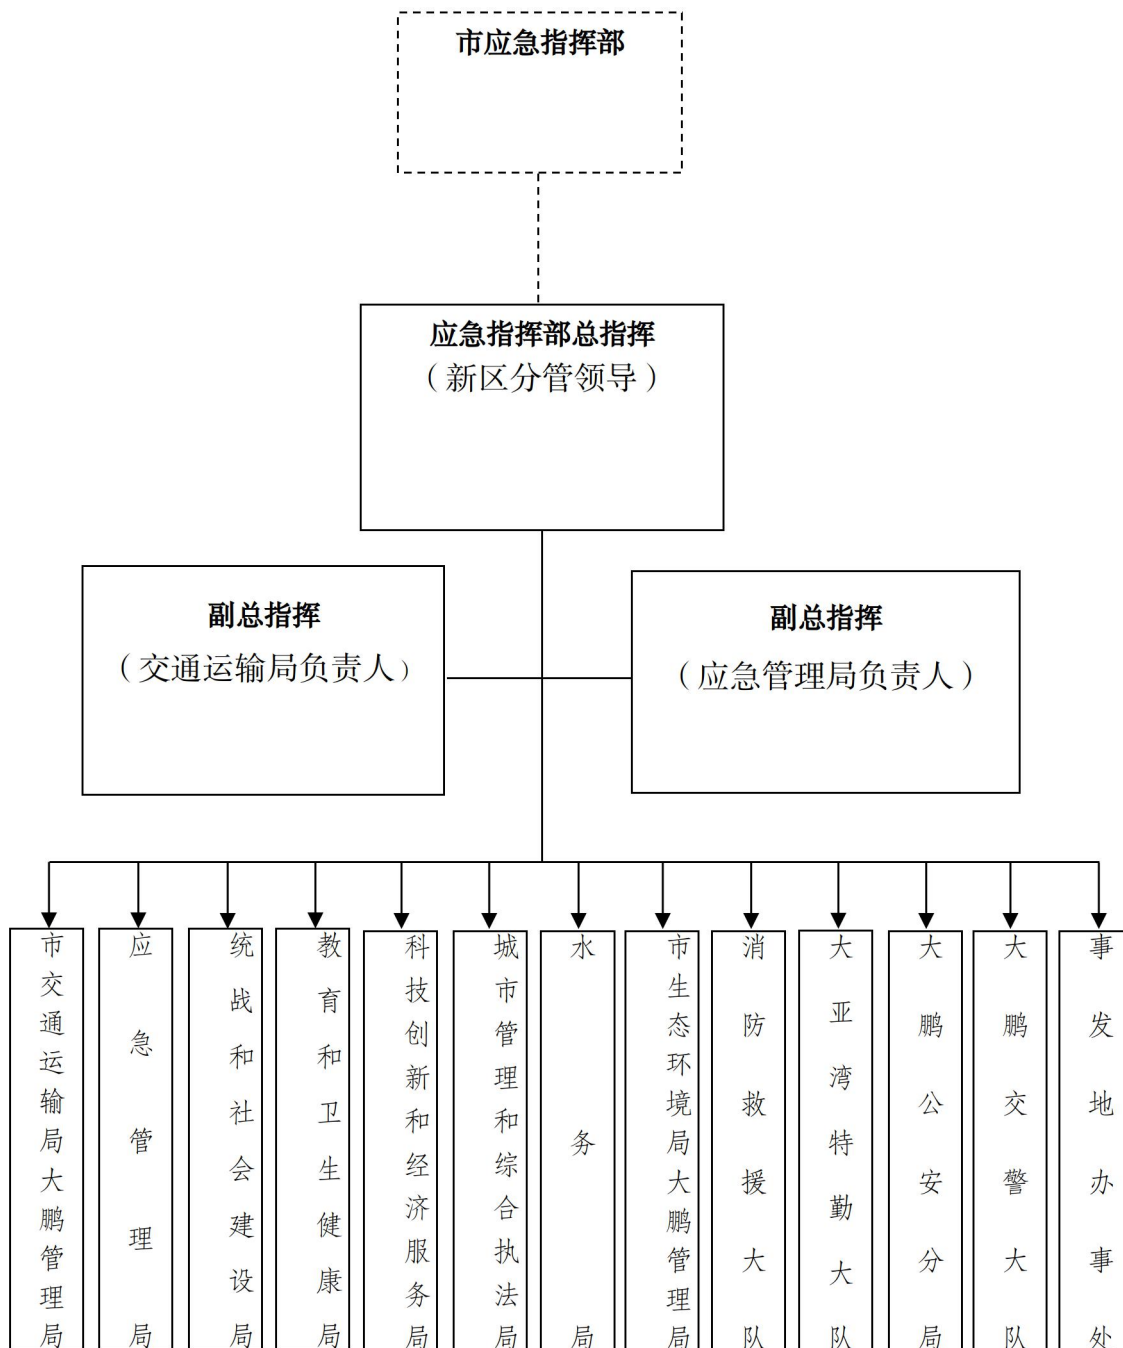 市应急指挥部
应急指挥部总指挥
（新区分管领导）
副总指挥
（交通运输局负责人）
副总指挥
（应急管理局负责人）
市交通运输局大鹏管理局
应急管理局
统战和社会建设局
教育和卫生健康局
科技创新和经济服务局
城市管理和综合执法局
水务局
市生态环境局大鹏管理局
消防救援大队
大亚湾特勤大队
大鹏公安分局
大鹏交警大队
事发地办事处